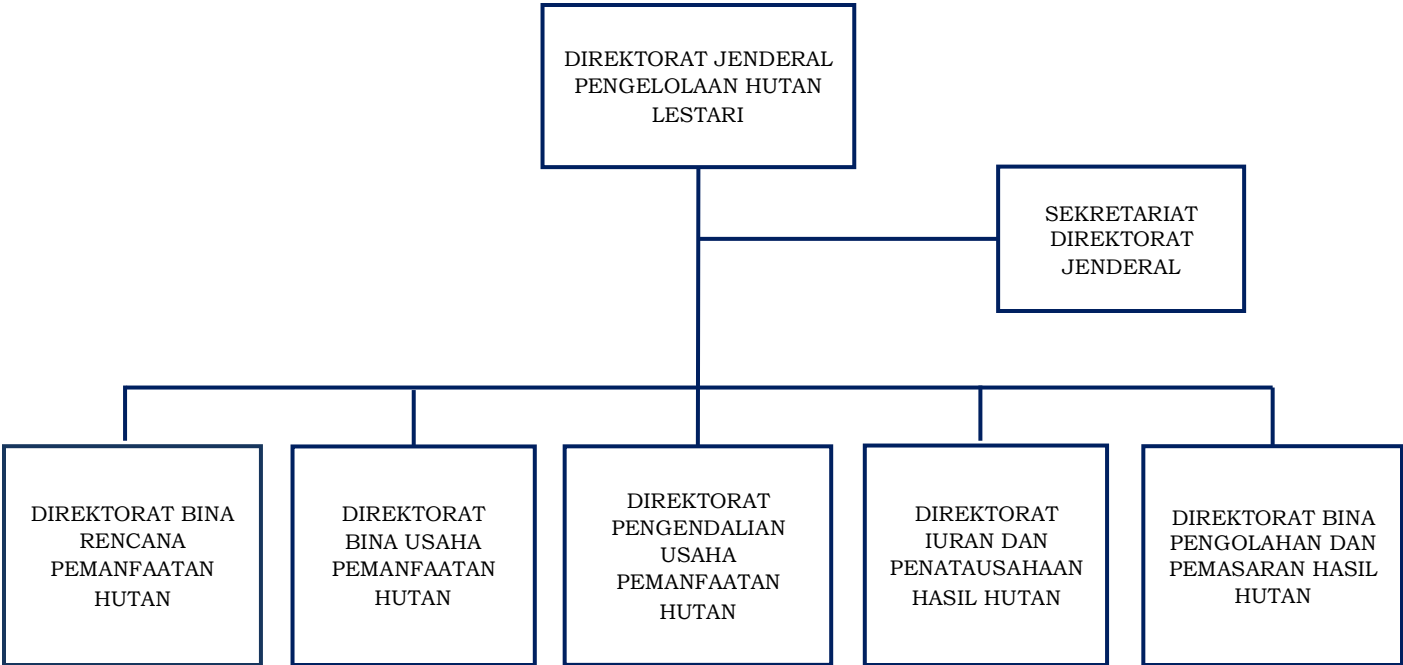 DIREKTORAT JENDERAL
PENGELOLAAN HUTAN
LESTARI
SEKRETARIAT
DIREKTORAT
JENDERAL
DIREKTORAT BINA
RENCANA
PEMANFAATAN
HUTAN
DIREKTORAT
BINA USAHA
PEMANFAATAN
HUTAN
DIREKTORAT
PENGENDALIAN
USAHA
PEMANFAATAN
HUTAN
DIREKTORAT
IURAN DAN
PENATAUSAHAAN
HASIL HUTAN
DIREKTORAT BINA
PENGOLAHAN DAN
PEMASARAN HASIL
HUTAN